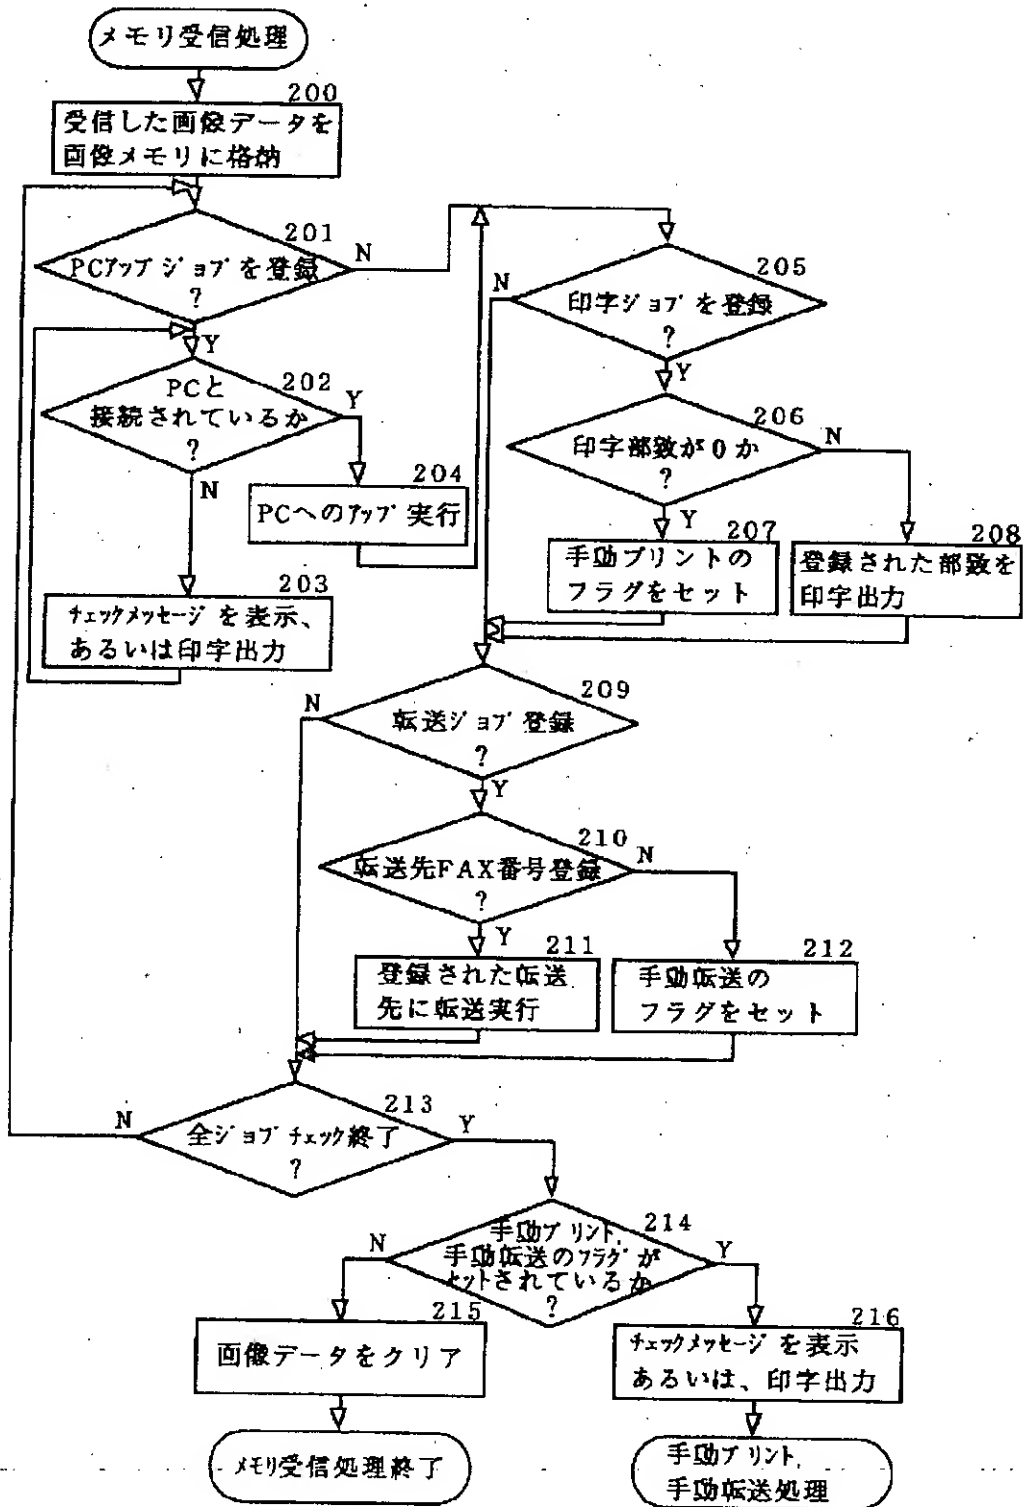 メモリ受信処理
200
受信した画像データを
画像メモリに格納
201
PCアップジョブを登録
?
N
Y
PCと
202
接続されているか
?
Y
N
204
PCへのアップ実行
203
チェックメッセージを表示、
あるいは印字出力
205
印字ジョブを登録
?
N
Y
206
印字部数が0か
?
N
Y
207
手動プリントの
フラグをセット
208
登録された部数を
印字出力
209
転送ジョブ登録
?
N
Y
210
転送先FAX番号登録
?
N
Y
211
登録された転送
先に転送実行
212
手動転送の
フラグをセット
213
全ジョブチェック終了
?
N
Y
214
手動プリント,
手動転送のフラグが
セットされているか
?
N
Y
215
画像データをクリア
216
チェックメッセージを表示
あるいは、印字出力
メモリ受信処理終了
手動プリント,
手動転送処理